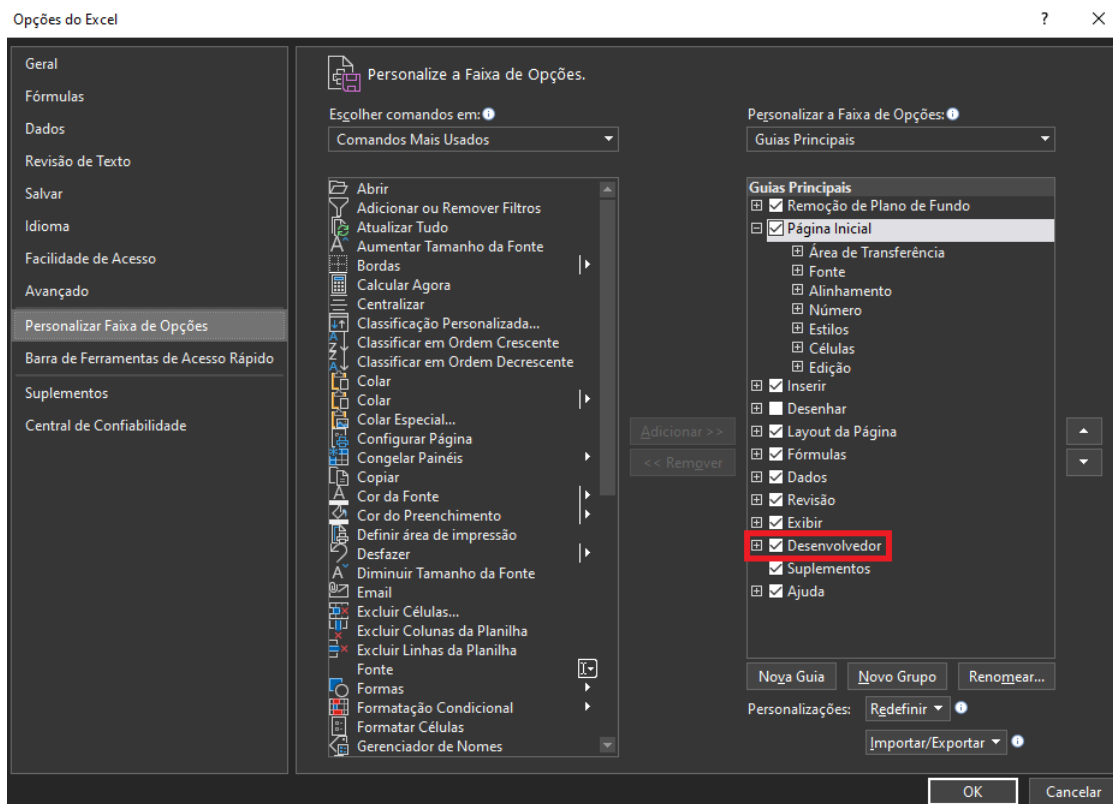 Opções do Excel
?
Geral
Fórmulas
Dados
Revisão de Texto
Salvar
Idioma
Facilidade de Acesso
Avançado
Personalizar Faixa de Opções
Barra de Ferramentas de Acesso Rápido
Suplementos
Central de Confiabilidade
Personalize a Faixa de Opções.
Escolher comandos em:
Comandos Mais Usados
Abrir
Adicionar ou Remover Filtros
Atualizar Tudo
Aumentar Tamanho da Fonte
Bordas
Calcular Agora
Centralizar
Classificação Personalizada...
Classificar em Ordem Crescente
Classificar em Ordem Decrescente
Colar
Colar
Colar Especial...
Configurar Página
Congelar Painéis
Copiar
Cor da Fonte
Cor do Preenchimento
Definir área de impressão
Desfazer
Diminuir Tamanho da Fonte
Email
Excluir Células...
Excluir Colunas da Planilha
Excluir Linhas da Planilha
Fonte
Formas
Formatação Condicional
Formatar Células
Gerenciador de Nomes
Adicionar >>
<< Remover
Personalizar a Faixa de Opções:
Guias Principais
Guias Principais
Remoção de Plano de Fundo
Página Inicial
Área de Transferência
Fonte
Alinhamento
Número
Estilos
Células
Edição
Inserir
Desenhar
Layout da Página
Fórmulas
Dados
Revisão
Exibir
Desenvolvedor
Suplementos
Ajuda
Nova Guia
Novo Grupo
Renomear...
Personalizações:
Redefinir
Importar/Exportar
OK
Cancelar